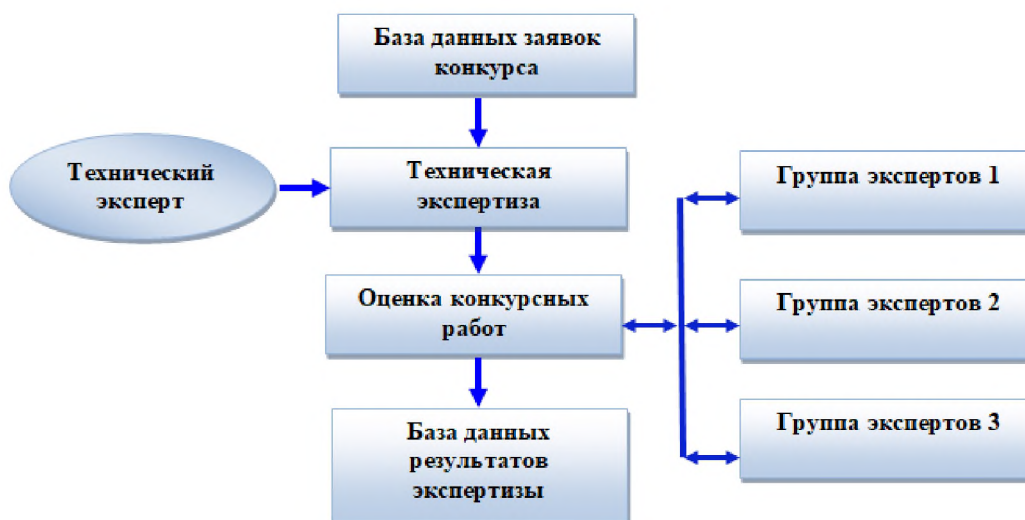 База данных заявок
конкурса
Технический
эксперт
Техническая
экспертиза
Группа экспертов 1
Оценка конкурсных
работ
Группа экспертов 2
База данных
результатов
экспертизы
Группа экспертов 3